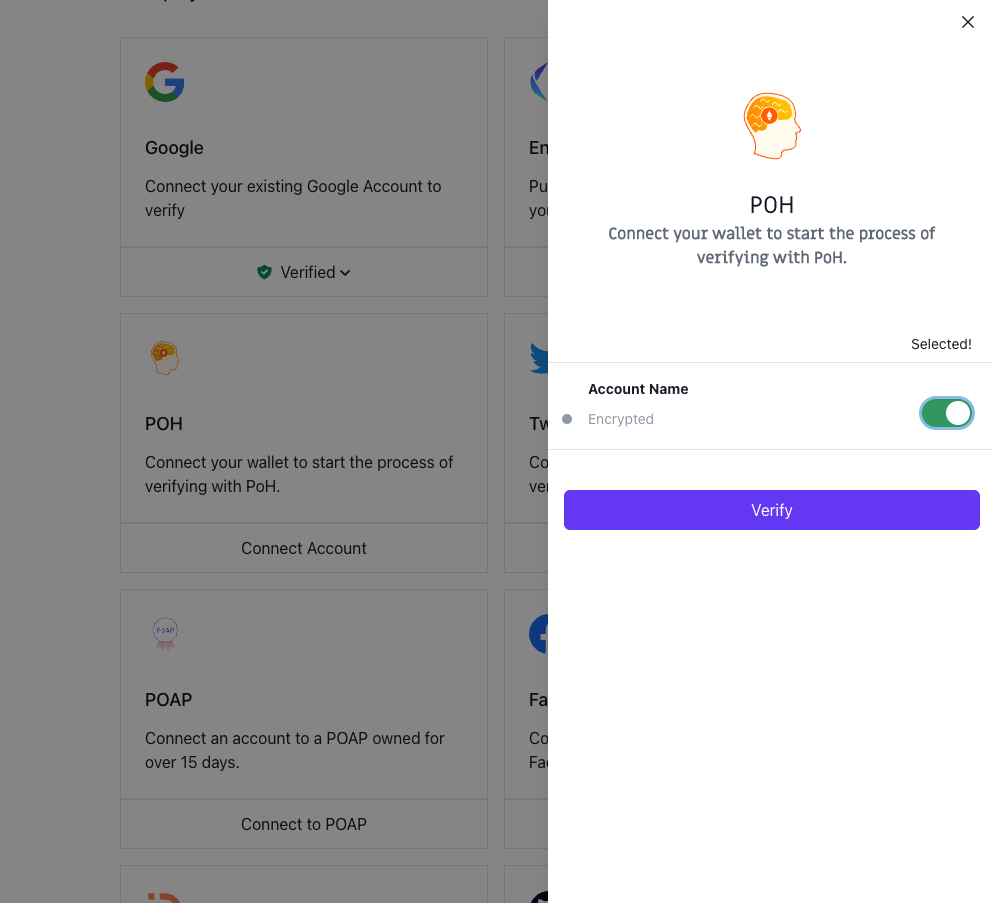 Google
Connect your existing Google Account to
verify
Verified
POH
Connect your wallet to start the process of
verifying with PoH.
Connect Account
POAP
POAP
Connect an account to a POAP owned for
over 15 days.
Connect to POAP
En
Pu
you
Tw
Co
ver
Fa
Co
Fac
POH
Connect your wallet to start the process of
verifying with PoH.
Selected!
Account Name
Encrypted
Verify